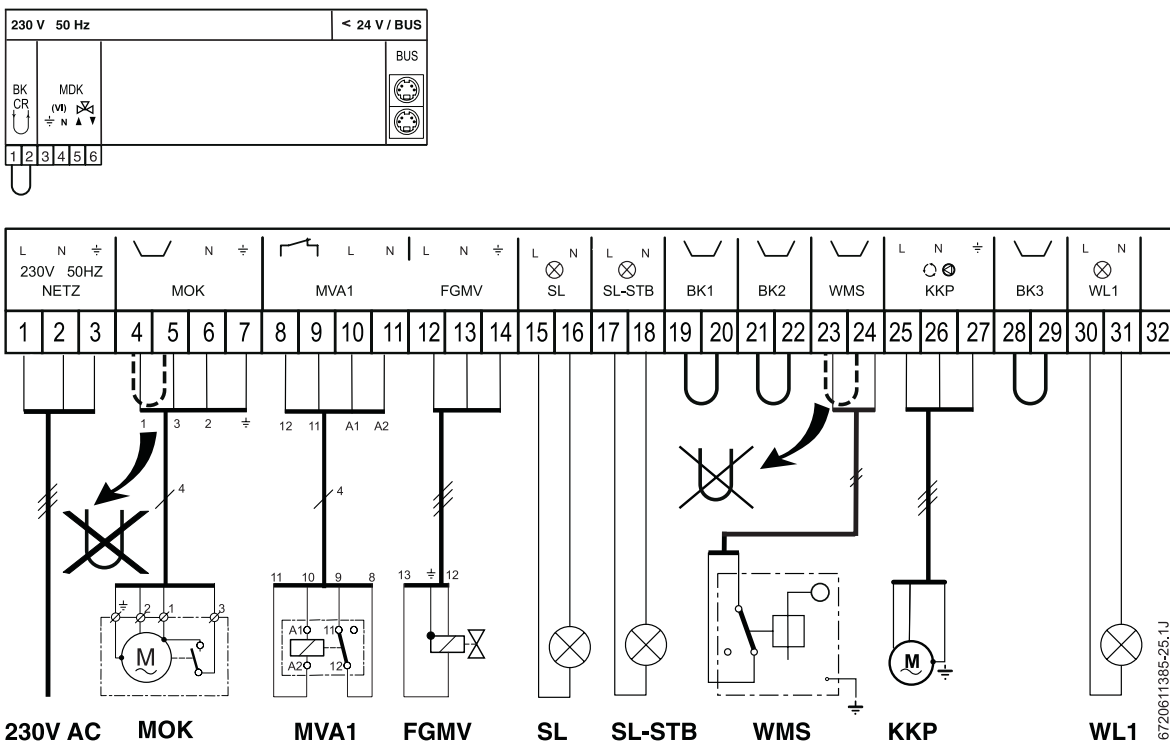 230 V 50 Hz < 24 V / BUS
BUS
BK MDK
CR (VI)
N
1 2 3 4 5 6
L N N L N L N L N L N L N L N
230V 50HZ
NETZ MOK MVA1 FGMV SL SL-STB BK1 BK2 WMS KKP BK3 WL1
1 2 3 4 5 6 7 8 9 10 11 12 13 14 15 16 17 18 19 20 21 22 23 24 25 26 27 28 29 30 31 32
1 3 2 12 11 A1 A2
4 4
11 10 9 8 13 12
2 1 3
A1 11
M M
A2 12
230V AC MOK MVA1 FGMV SL SL-STB WMS KKP WL1
6720611385-25.1J